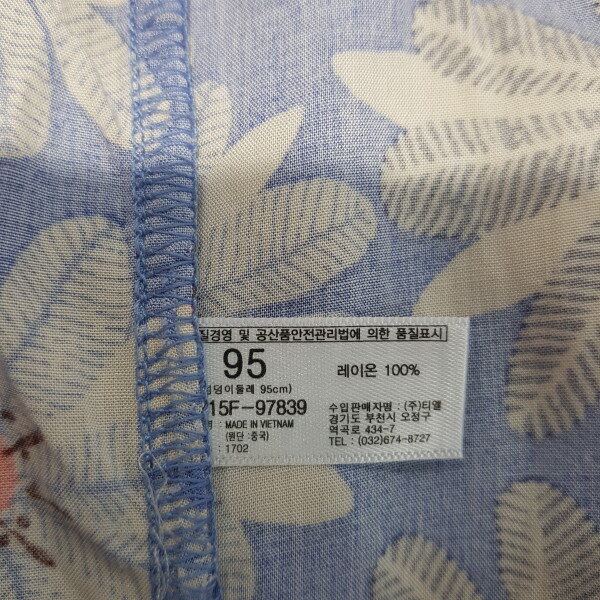 질경영 및 공산품안전관리법에 의한 품질표시
95
덩이둘레 95cm)
레이온 100%
15F-97839
: MADE IN VIETNAM
(원단 :중국)
: 1702
수입판매자명 : (주)티엘
경기도 부천시 오정구
역곡로 434-7
TEL : (032)674-8727